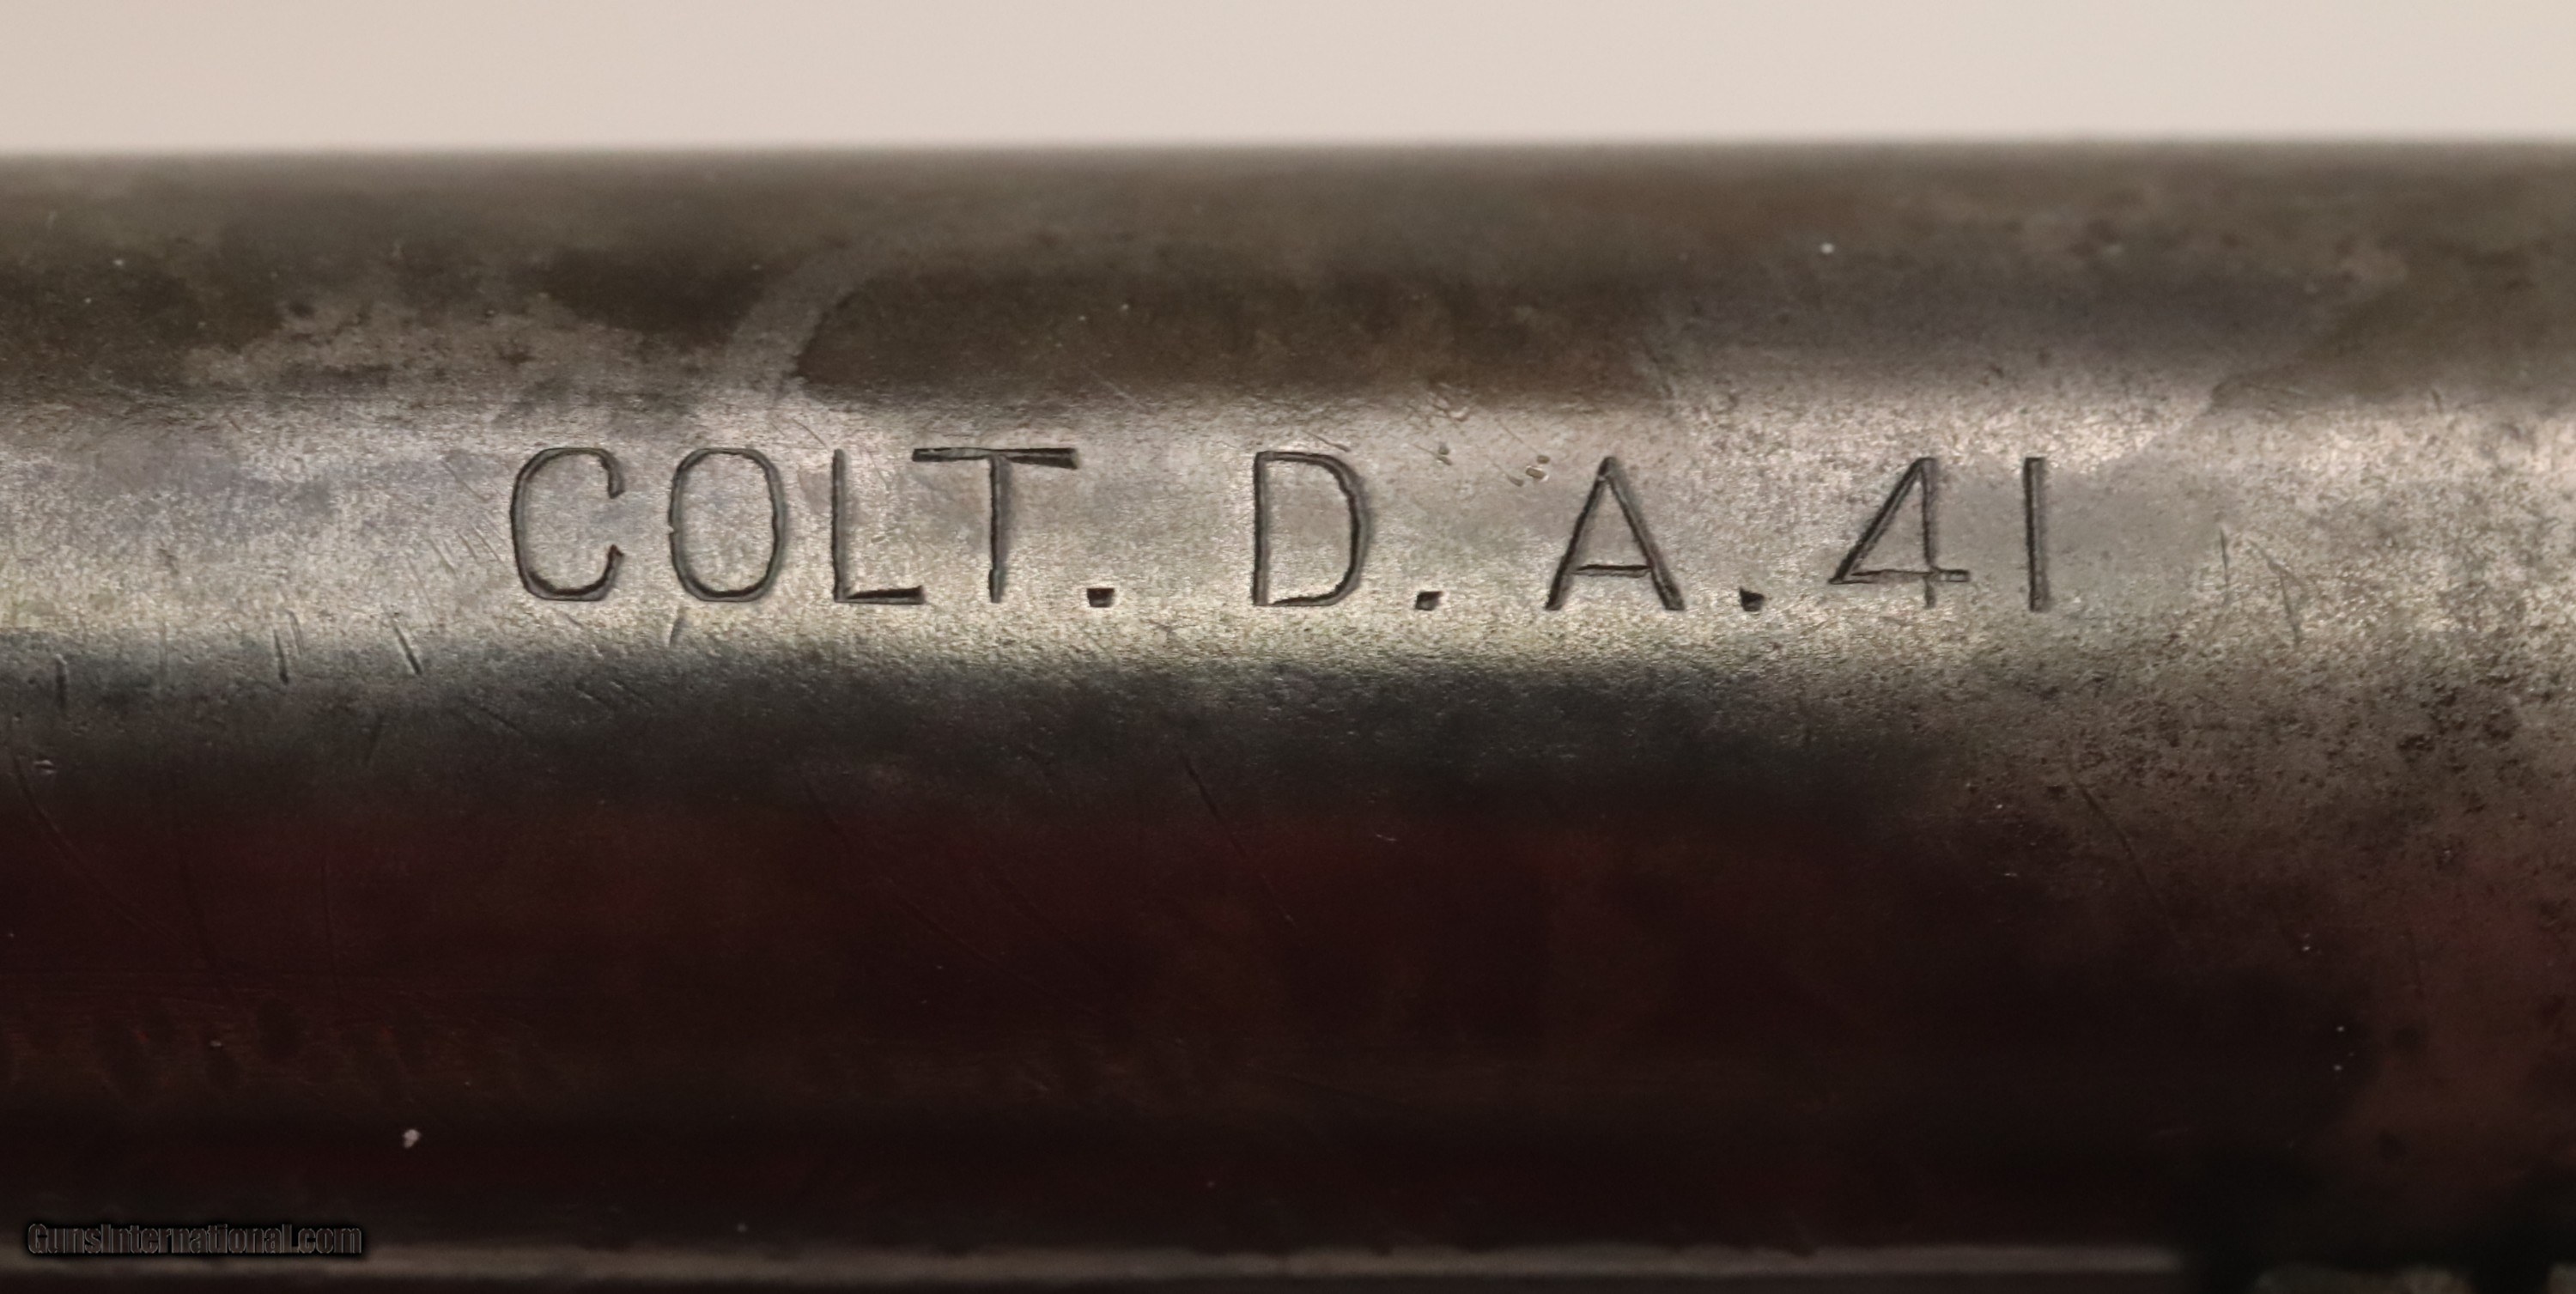 COLT. D. A. 41
GunsInternational.com